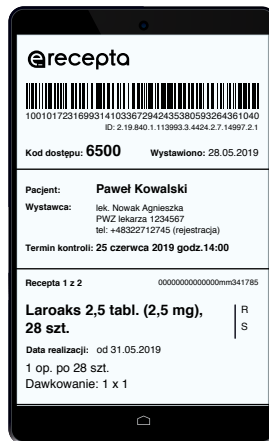 erecepta
10010172316993141033672942435380593264361040
ID: 2.19.840.1.113993.3.4424.2.7.14997.2.1
Kod dostępu: 6500 Wystawiono: 28.05.2019
Pacjent: Paweł Kowalski
Wystawca: lek. Nowak Agnieszka
PWZ lekarza 1234567
tel: +48322712745 (rejestracja)
Termin kontroli: 25 czerwca 2019 godz.14:00
Recepta 1 z 2 00000000000000mm341785
Laroaks 2,5 tabl. (2,5 mg), R
28 szt. S
Data realizacji: od 31.05.2019
1 op. po 28 szt.
Dawkowanie: 1 x 1